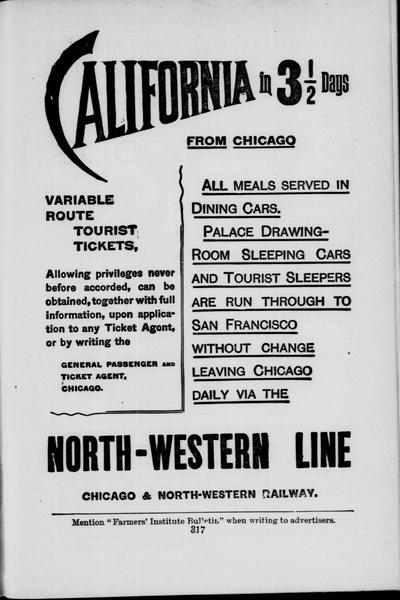 CALIFORNIA in 3 1/2 Days
FROM CHICAGO
VARIABLE
ROUTE
TOURIST
TICKETS,
Allowing privileges never
before accorded, can be
obtained, together with full
information, upon applica-
tion to any Ticket Agent,
or by writing the
GENERAL PASSENGER AND
TICKET AGENT,
CHICAGO.
ALL MEALS SERVED IN
DINING CARS.
PALACE DRAWING-
ROOM SLEEPING CARS
AND TOURIST SLEEPERS
ARE RUN THROUGH TO
SAN FRANCISCO
WITHOUT CHANGE
LEAVING CHICAGO
DAILY VIA THE
NORTH-WESTERN LINE
CHICAGO & NORTH-WESTERN RAILWAY.
Mention "Farmers' Institute Bulletin" when writing to advertisers.
317